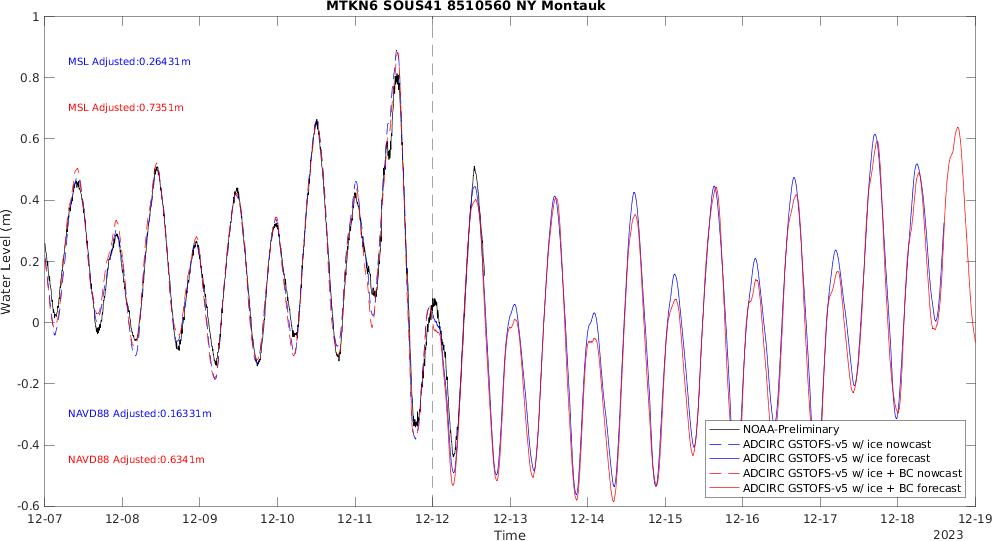 MTKN6 SOUS41 8510560 NY Montauk
Water Level (m)
1
0.8
0.6
0.4
0.2
0
-0.2
-0.4
-0.6
MSL Adjusted:0.26431m
MSL Adjusted:0.7351m
NAVD88 Adjusted:0.16331m
NAVD88 Adjusted:0.6341m
NOAA-Preliminary
ADCIRC GSTOFS-v5 w/ ice nowcast
ADCIRC GSTOFS-v5 w/ ice forecast
ADCIRC GSTOFS-v5 w/ ice + BC nowcast
ADCIRC GSTOFS-v5 w/ ice + BC forecast
12-07 12-08 12-09 12-10 12-11 12-12 12-13 12-14 12-15 12-16 12-17 12-18 12-19
Time
2023